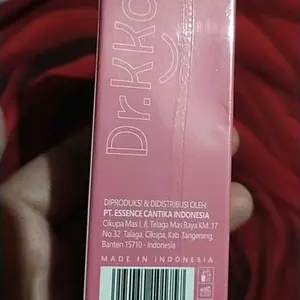 Dr.KKo
DIPRODUKSI & DIDISTRIBUSI OLEH:
PT. ESSENCE CANTIKA INDONESIA
Cikupa Mas I, Jl. Telaga Mas Raya KM. 17
No.32 Talaga, Cikupa, Kab Tangerang,
Banten 15710 - Indonesia
MADE IN INDONESIA